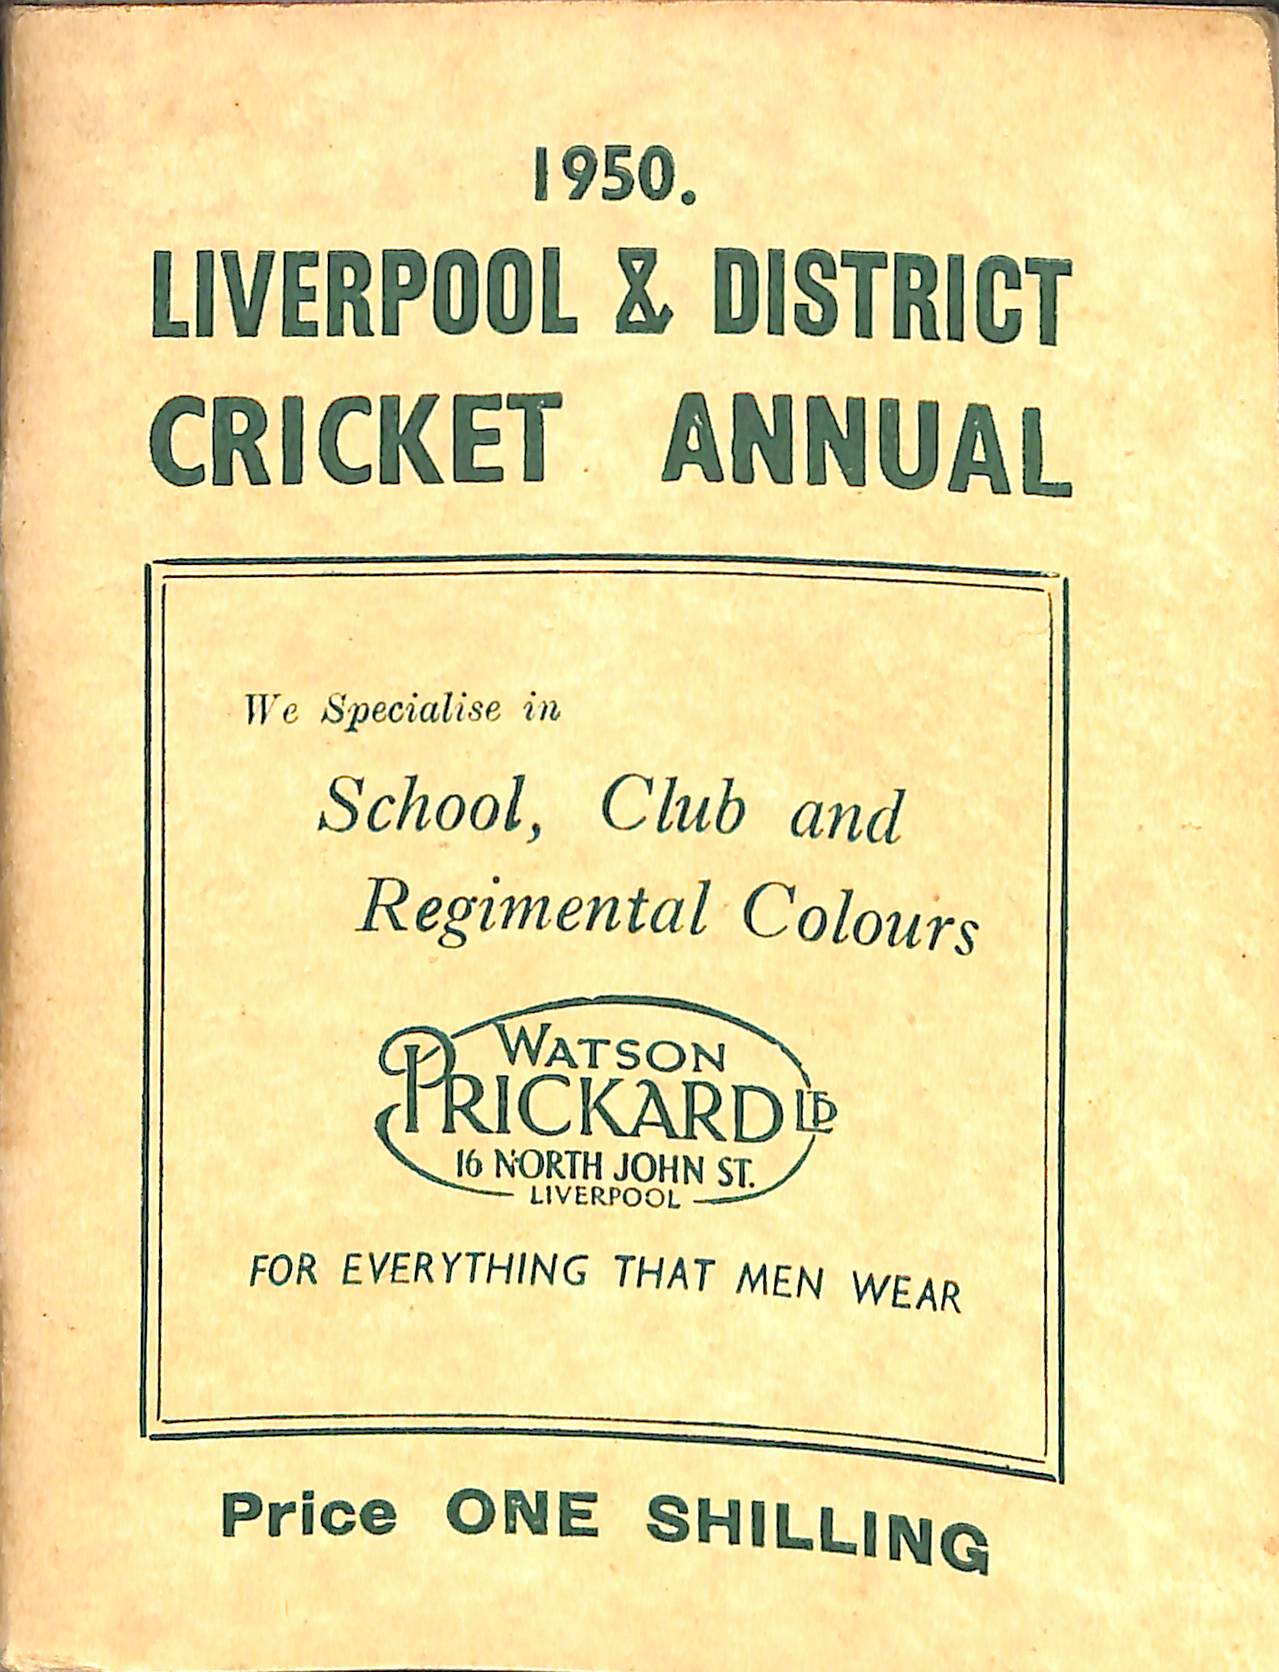 1950.
LIVERPOOL & DISTRICT
CRICKET ANNUAL
We Specialise in
School, Club and
Regimental Colours
WATSON
PRICKARD LTD
16 NORTH JOHN ST.
LIVERPOOL
FOR EVERYTHING THAT MEN WEAR
Price ONE SHILLING